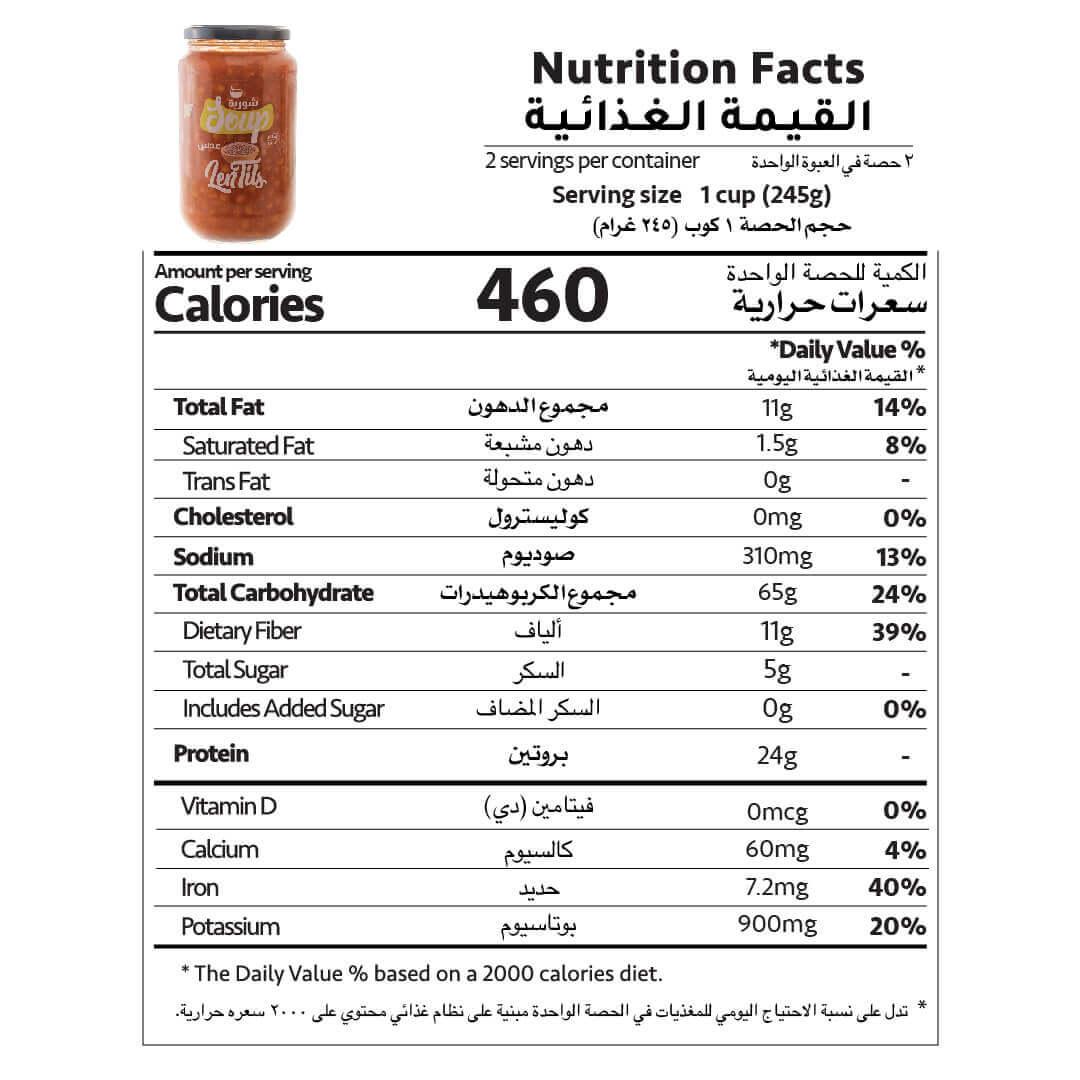 شوربة
Soup
عدس
LenTils
Nutrition Facts
القيمة الغذائية
2 servings per container ٢ حصة في العبوة الواحدة
Serving size 1 cup (245g)
حجم الحصة ١ كوب (٢٤٥ غرام)
Amount per serving الكمية للحصة الواحدة
Calories 460 سعرات حرارية
*Daily Value %
* القيمة الغذائية اليومية
Total Fat مجموع الدهون 11g 14%
Saturated Fat دهون مشبعة 1.5g 8%
Trans Fat دهون متحولة 0g -
Cholesterol كوليسترول 0mg 0%
Sodium صوديوم 310mg 13%
Total Carbohydrate مجموع الكربوهيدرات 65g 24%
Dietary Fiber ألياف 11g 39%
Total Sugar السكر 5g -
Includes Added Sugar السكر المضاف 0g 0%
Protein بروتين 24g -
Vitamin D فيتامين (دي) 0mcg 0%
Calcium كالسيوم 60mg 4%
Iron حديد 7.2mg 40%
Potassium بوتاسيوم 900mg 20%
* The Daily Value % based on a 2000 calories diet.
* تدل على نسبة الاحتياج اليومي للمغذيات في الحصة الواحدة مبنية على نظام غذائي محتوي على ٢٠٠٠ سعره حرارية.